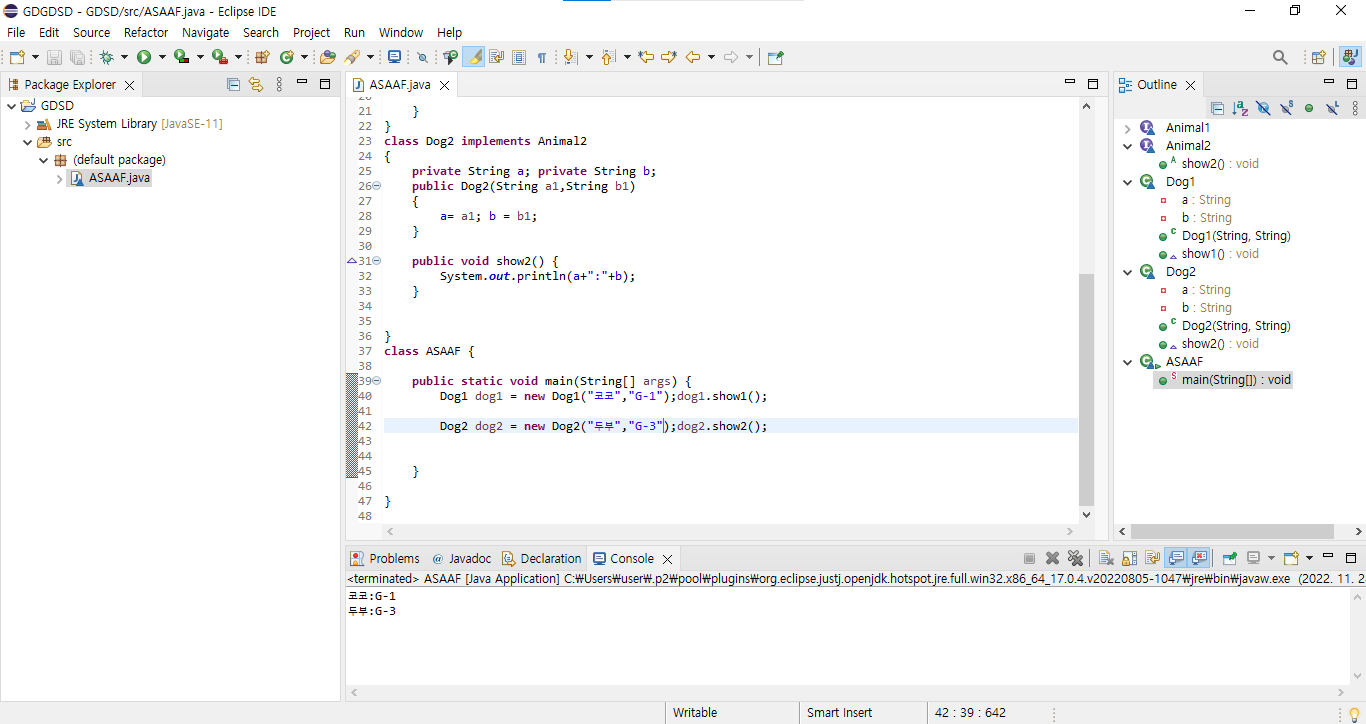 GDGDSD - GDSD/src/ASAAF.java - Eclipse IDE
File Edit Source Refactor Navigate Search Project Run Window Help
Package Explorer
GDSD
JRE System Library [JavaSE-11]
src
(default package)
ASAAF.java
ASAAF.java
20
21 }
22 }
23 class Dog2 implements Animal2
24 {
25 private String a; private String b;
26 public Dog2(String a1,String b1)
27 {
28 a= a1; b = b1;
29 }
30
31 public void show2() {
32 System.out.println(a+":"+b);
33 }
34
35
36 }
37 class ASAAF {
38
39 public static void main(String[] args) {
40 Dog1 dog1 = new Dog1("코코","G-1");dog1.show1();
41
42 Dog2 dog2 = new Dog2("두부","G-3");dog2.show2();
43
44
45 }
46
47 }
48
Outline
Animal1
Animal2
show2() : void
Dog1
a : String
b : String
Dog1(String, String)
show1() : void
Dog2
a : String
b : String
Dog2(String, String)
show2() : void
ASAAF
main(String[]) : void
Problems @ Javadoc Declaration Console
<terminated> ASAAF [Java Application] C:₩Users₩user₩.p2₩pool₩plugins₩org.eclipse.justj.openjdk.hotspot.jre.full.win32.x86_64_17.0.4.v20220805-1047₩jre₩bin₩javaw.exe (2022. 11. 2
코코:G-1
두부:G-3
Writable Smart Insert 42 : 39 : 642